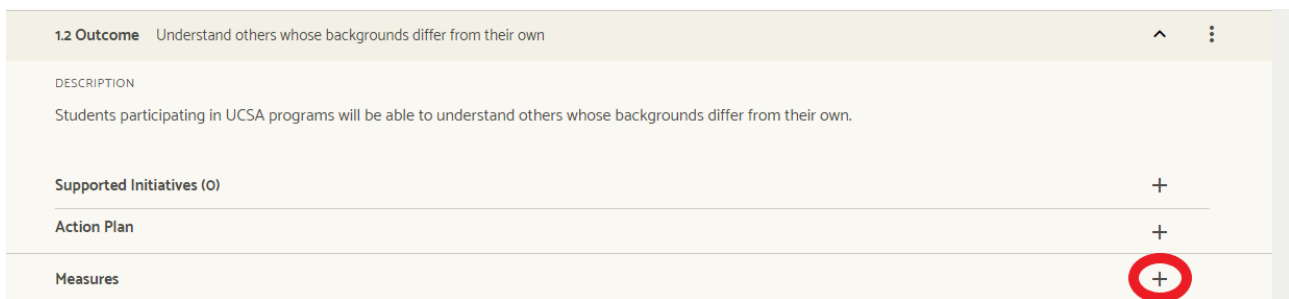 1.2 Outcome Understand others whose backgrounds differ from their own
DESCRIPTION
Students participating in UCSA programs will be able to understand others whose backgrounds differ from their own.
Supported Initiatives (0)
Action Plan
Measures